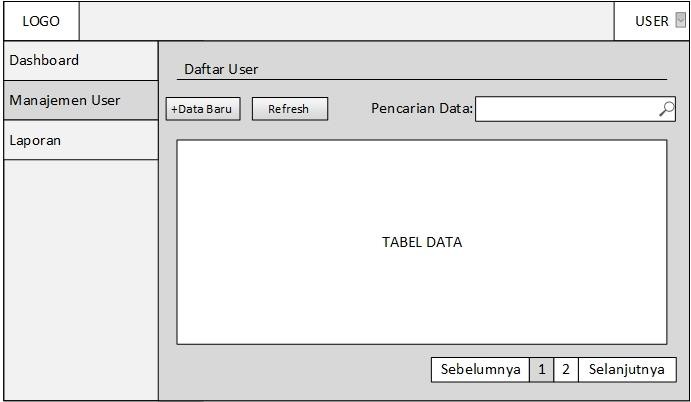 LOGO
USER
Dashboard
Manajemen User
Laporan
Daftar User
+Data Baru
Refresh
Pencarian Data:
TABEL DATA
Sebelumnya 1 2 Selanjutnya